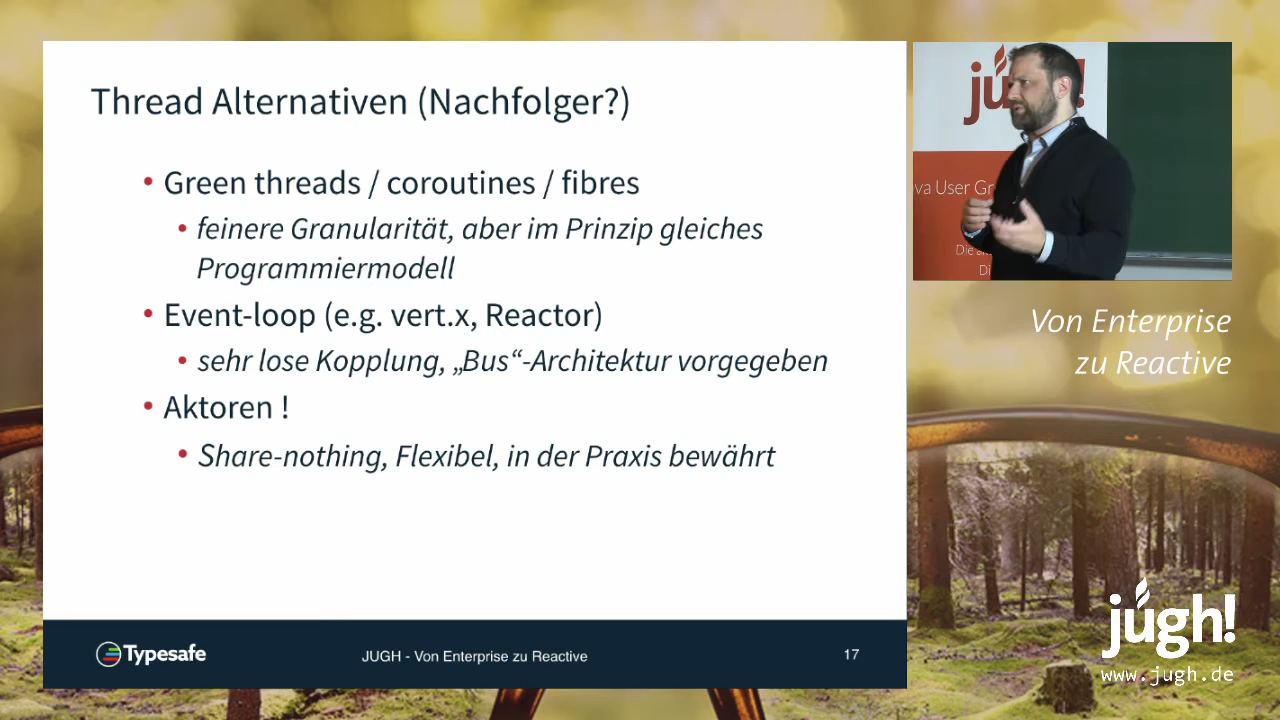 Thread Alternativen (Nachfolger?)
• Green threads / coroutines / fibres
• feinere Granularität, aber im Prinzip gleiches
Programmiermodell
• Event-loop (e.g. vert.x, Reactor)
• sehr lose Kopplung, „Bus“-Architektur vorgegeben
• Aktoren !
• Share-nothing, Flexibel, in der Praxis bewährt
Typesafe
JUGH - Von Enterprise zu Reactive
17
Von Enterprise
zu Reactive
jugh!
www.jugh.de